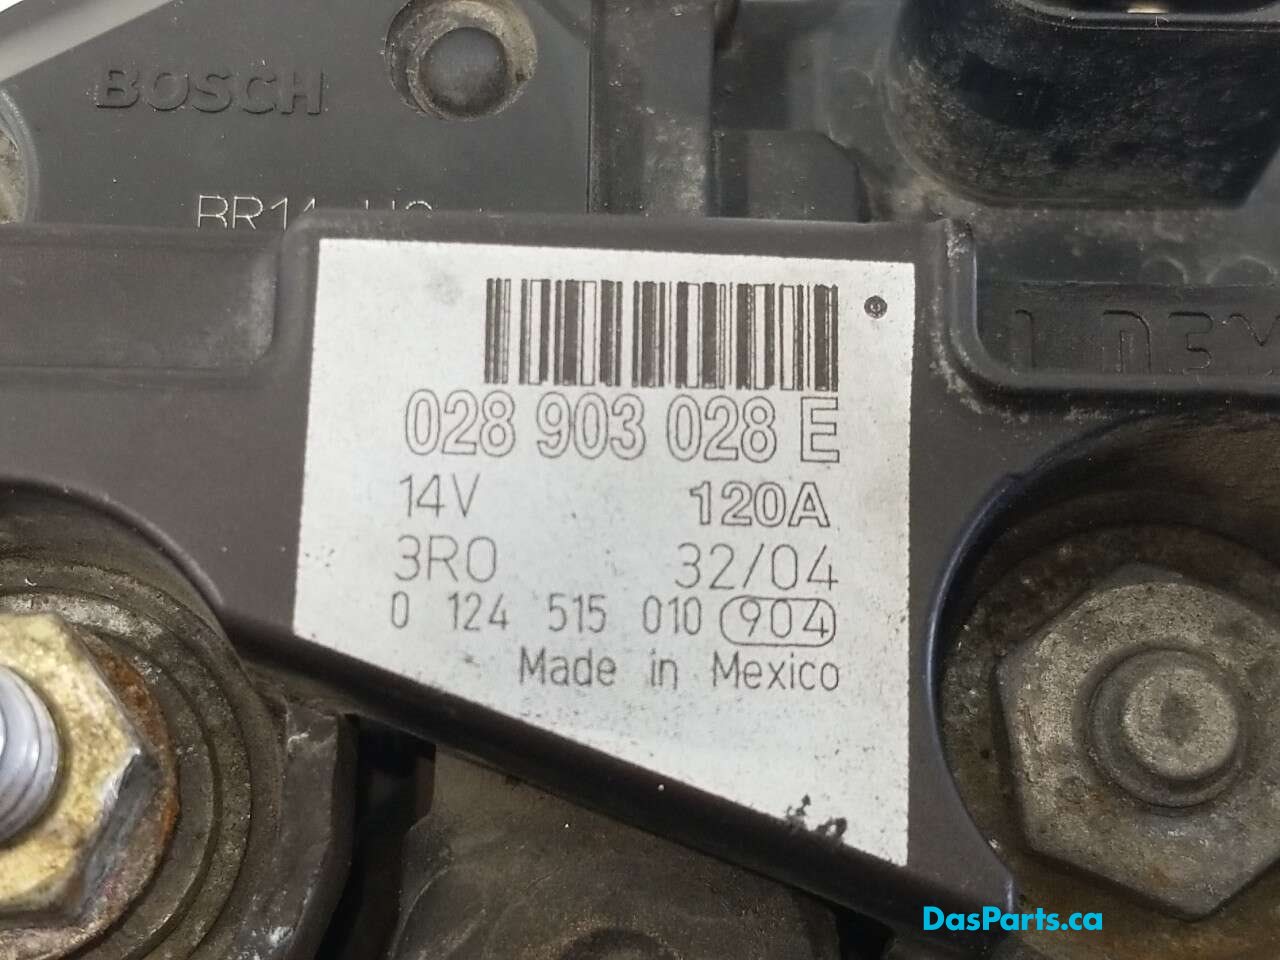 BOSCH
BR14
028 903 028 E
14V 120A
3R0 32/04
0 124 515 010 904
Made in Mexico
DasParts.ca